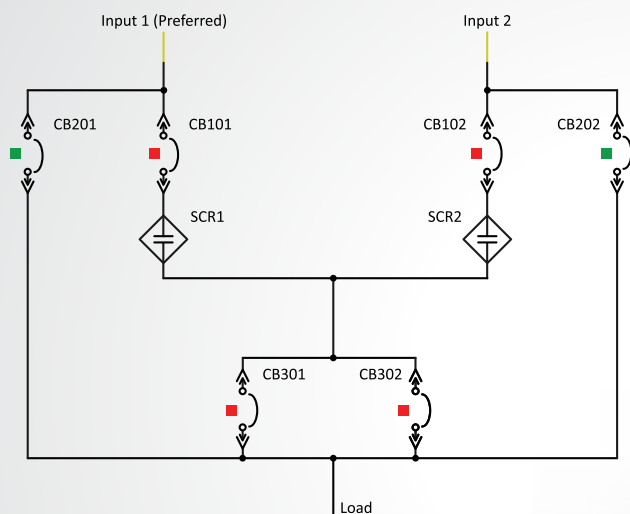 Input 1 (Preferred)
Input 2
CB201
CB101
CB102
CB202
SCR1
SCR2
CB301
CB302
Load